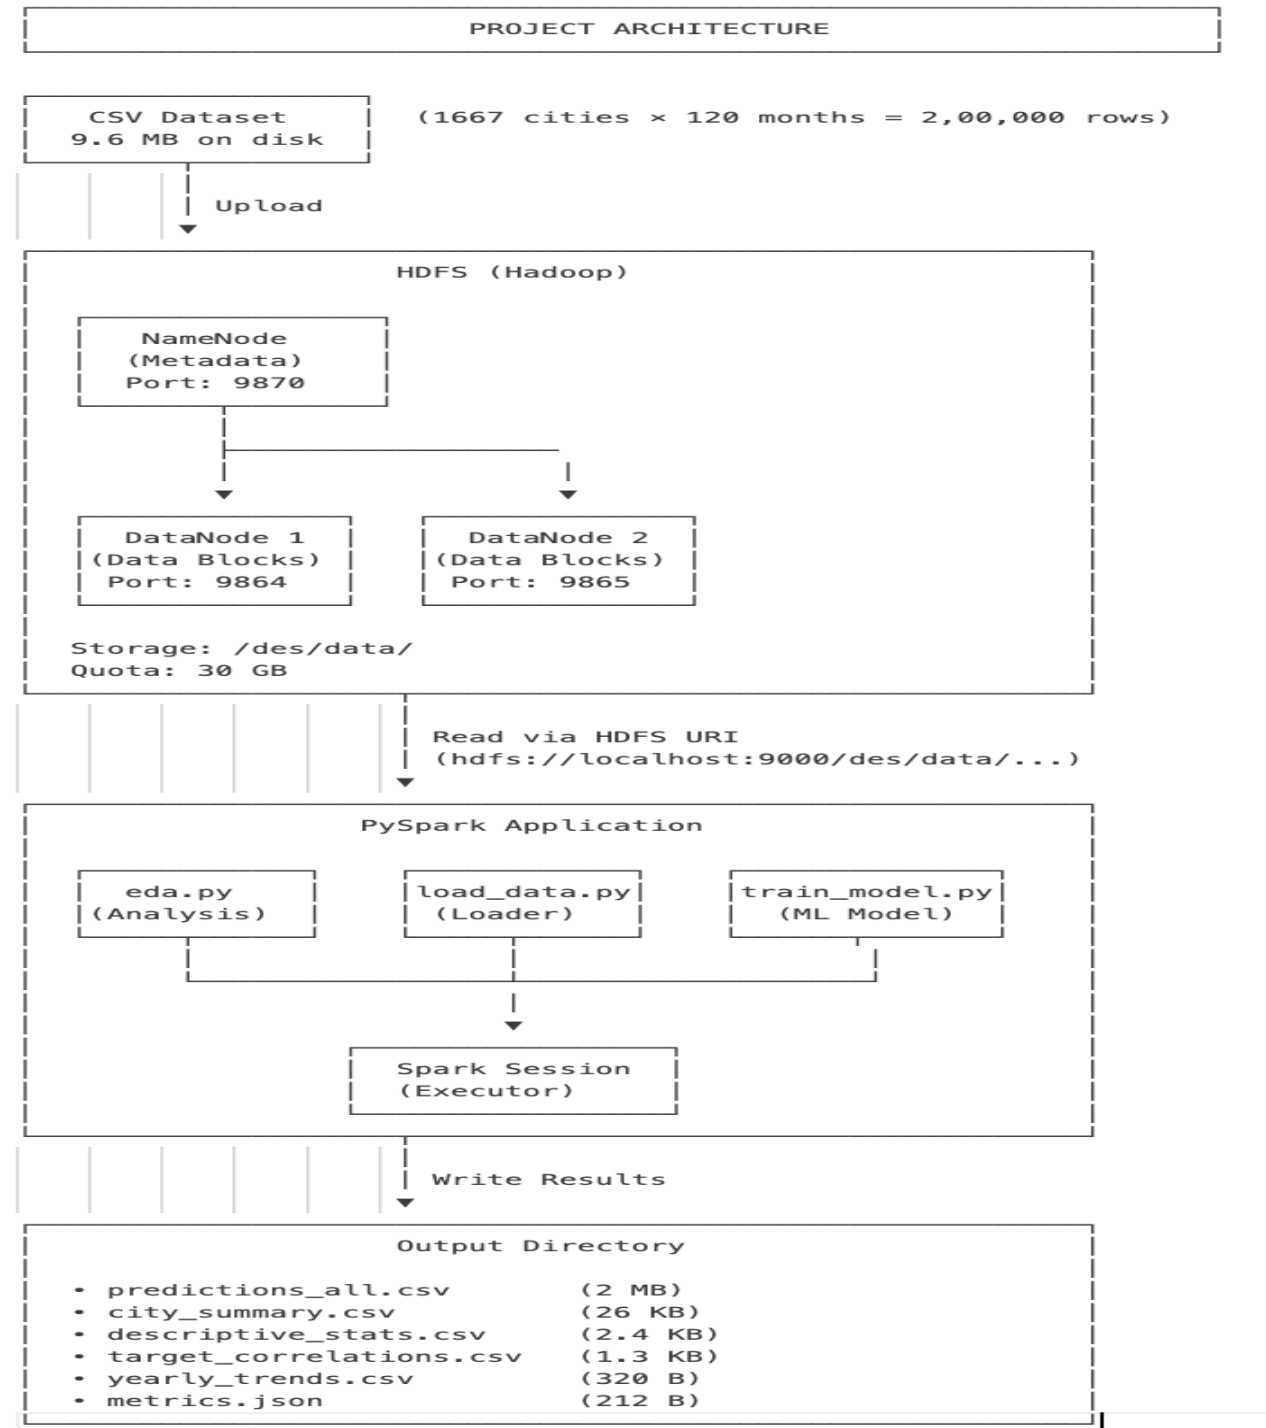 PROJECT ARCHITECTURE
CSV Dataset (1667 cities × 120 months = 2,00,000 rows)
9.6 MB on disk
Upload
HDFS (Hadoop)
NameNode
(Metadata)
Port: 9870
DataNode 1 DataNode 2
(Data Blocks) (Data Blocks)
Port: 9864 Port: 9865
Storage: /des/data/
Quota: 30 GB
Read via HDFS URI
(hdfs://localhost:9000/des/data/...)
PySpark Application
eda.py load_data.py train_model.py
(Analysis) (Loader) (ML Model)
Spark Session
(Executor)
Write Results
Output Directory
• predictions_all.csv (2 MB)
• city_summary.csv (26 KB)
• descriptive_stats.csv (2.4 KB)
• target_correlations.csv (1.3 KB)
• yearly_trends.csv (320 B)
• metrics.json (212 B)